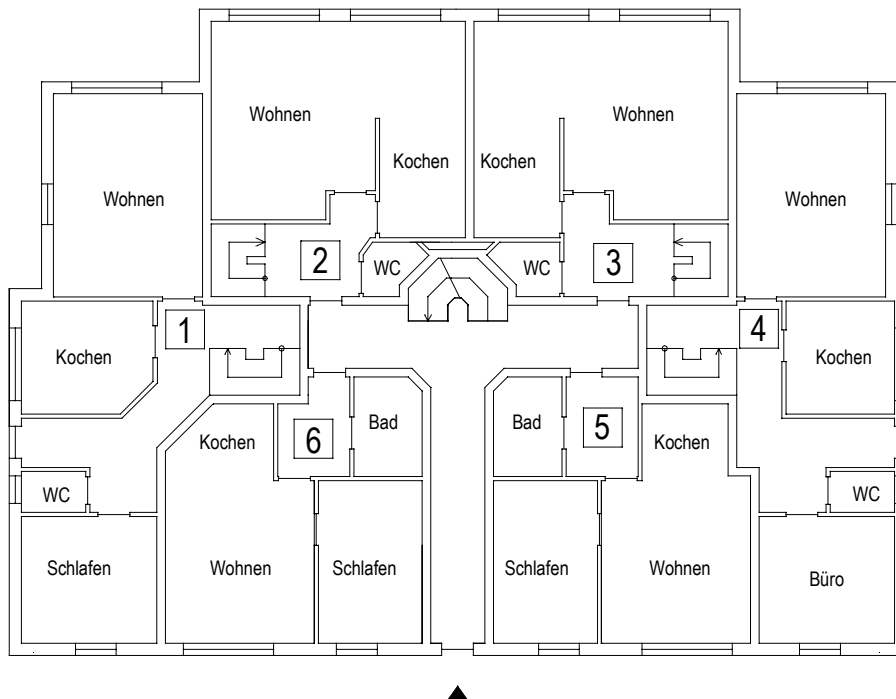 Wohnen
Wohnen
Kochen
Kochen
Wohnen
Wohnen
2
WC
WC
3
1
4
Kochen
Kochen
Kochen
6
Bad
Bad
5
Kochen
WC
WC
Schlafen
Wohnen
Schlafen
Schlafen
Wohnen
Büro